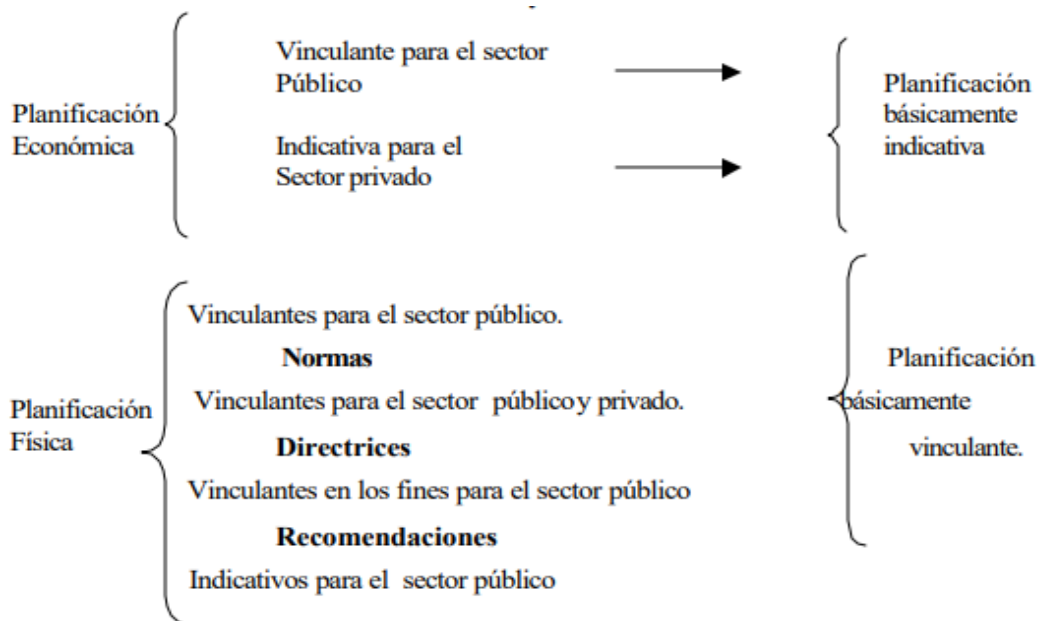 Planificación
Económica
Vinculante para el sector
Público
Indicativa para el
Sector privado
Planificación
básicamente
indicativa
Planificación
Física
Vinculantes para el sector público.
Normas
Vinculantes para el sector público y privado.
Directrices
Vinculantes en los fines para el sector público
Recomendaciones
Indicativos para el sector público
Planificación
básicamente
vinculante.